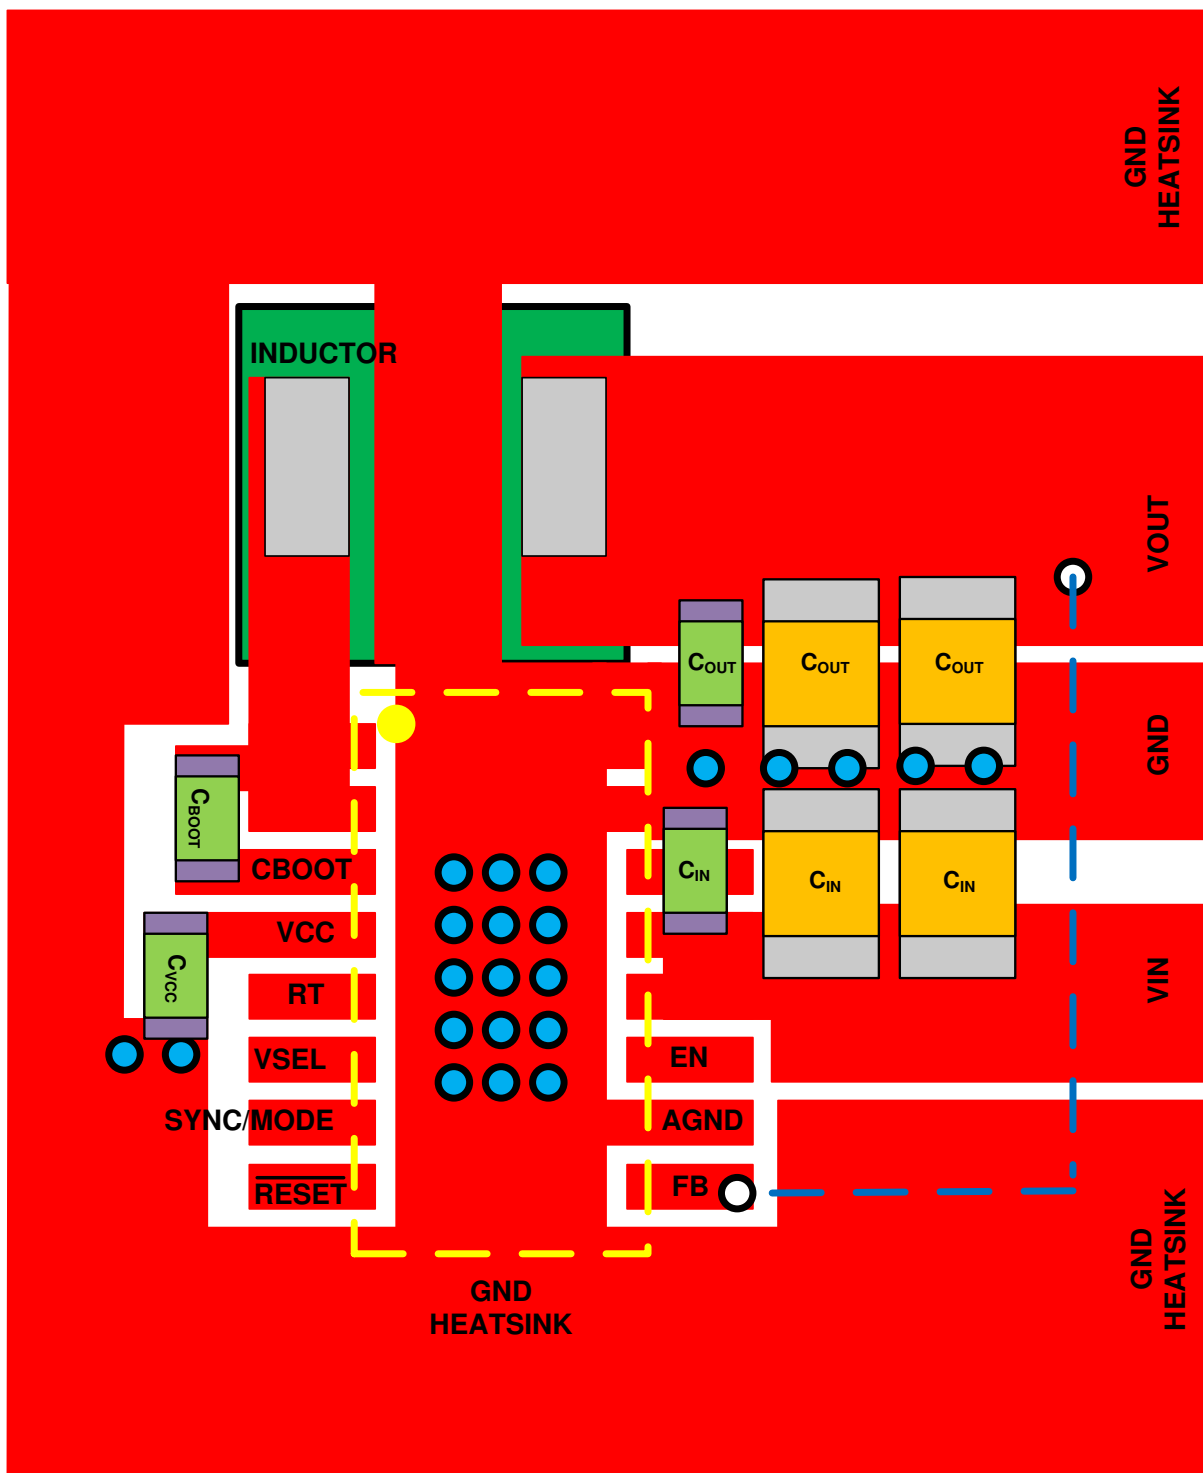 GND
HEATSINK
INDUCTOR
VOUT
COUT
COUT
COUT
GND
CBOOT
CBOOT
CIN
CIN
CIN
VCC
CVCC
RT
VIN
VSEL
EN
SYNC/MODE
AGND
RESET
FB
GND
HEATSINK
GND
HEATSINK